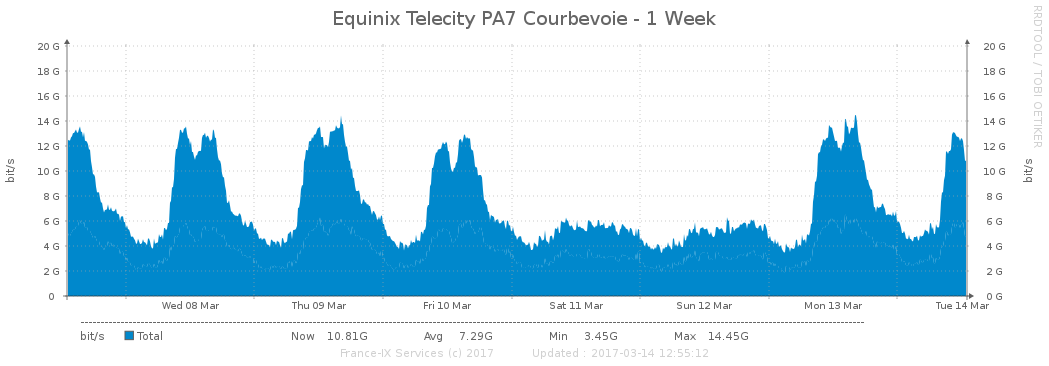 Equinix Telecity PA7 Courbevoie - 1 Week
RRDTOOL / TOBI OETIKER
20 G 20 G
18 G 18 G
16 G 16 G
14 G 14 G
12 G 12 G
10 G 10 G
8 G 8 G
6 G 6 G
4 G 4 G
2 G 2 G
0 0 G
bit/s bit/s
Wed 08 Mar Thu 09 Mar Fri 10 Mar Sat 11 Mar Sun 12 Mar Mon 13 Mar Tue 14 Mar
bit/s Total Now 10.81G Avg 7.29G Min 3.45G Max 14.45G
France-IX Services (c) 2017 Updated : 2017-03-14 12:55:12